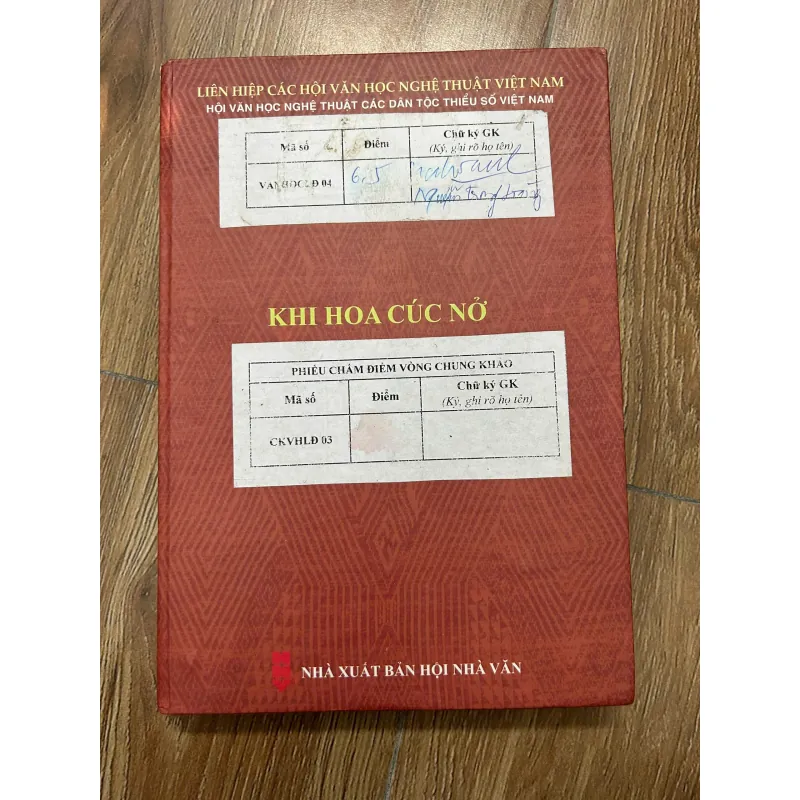 LIÊN HIỆP CÁC HỘI VĂN HỌC NGHỆ THUẬT VIỆT NAM
HỘI VĂN HỌC NGHỆ THUẬT CÁC DÂN TỘC THIỂU SỐ VIỆT NAM
Mã số Điểm Chữ ký GK
(Ký, ghi rõ họ tên)
VANHOCLĐ 04 6,5
Nguyễn
KHI HOA CÚC NỞ
PHIẾU CHẤM ĐIỂM VÒNG CHUNG KHẢO
Mã số Điểm Chữ ký GK
(Ký, ghi rõ họ tên)
CKVHLĐ 03
NHÀ XUẤT BẢN HỘI NHÀ VĂN